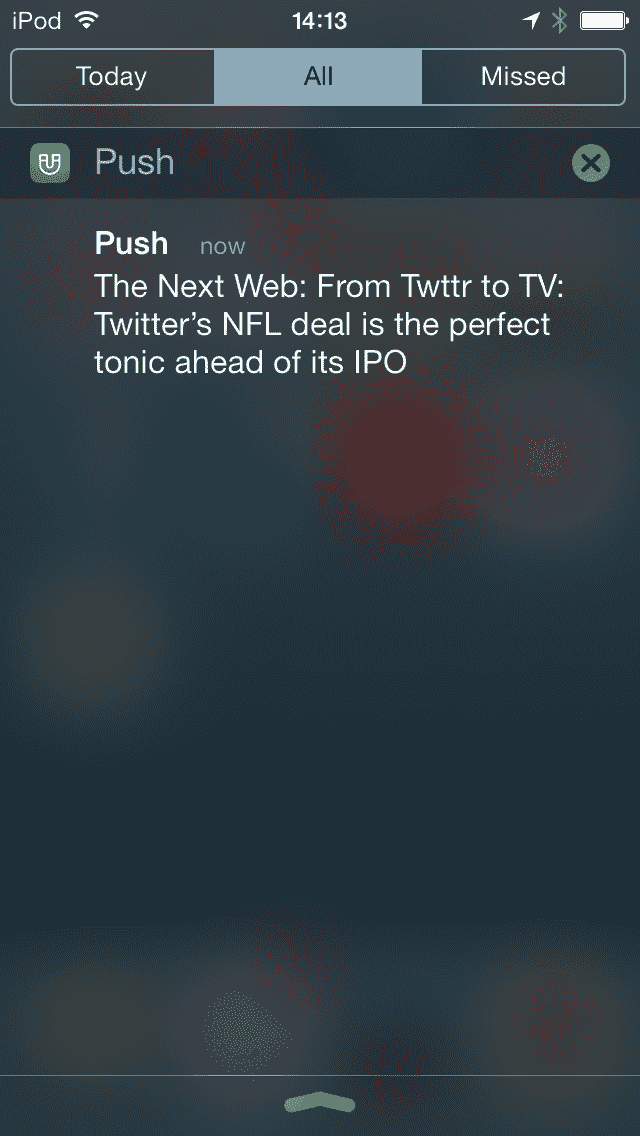 iPod 14:13
Today All Missed
Push
Push now
The Next Web: From Twttr to TV:
Twitter’s NFL deal is the perfect
tonic ahead of its IPO